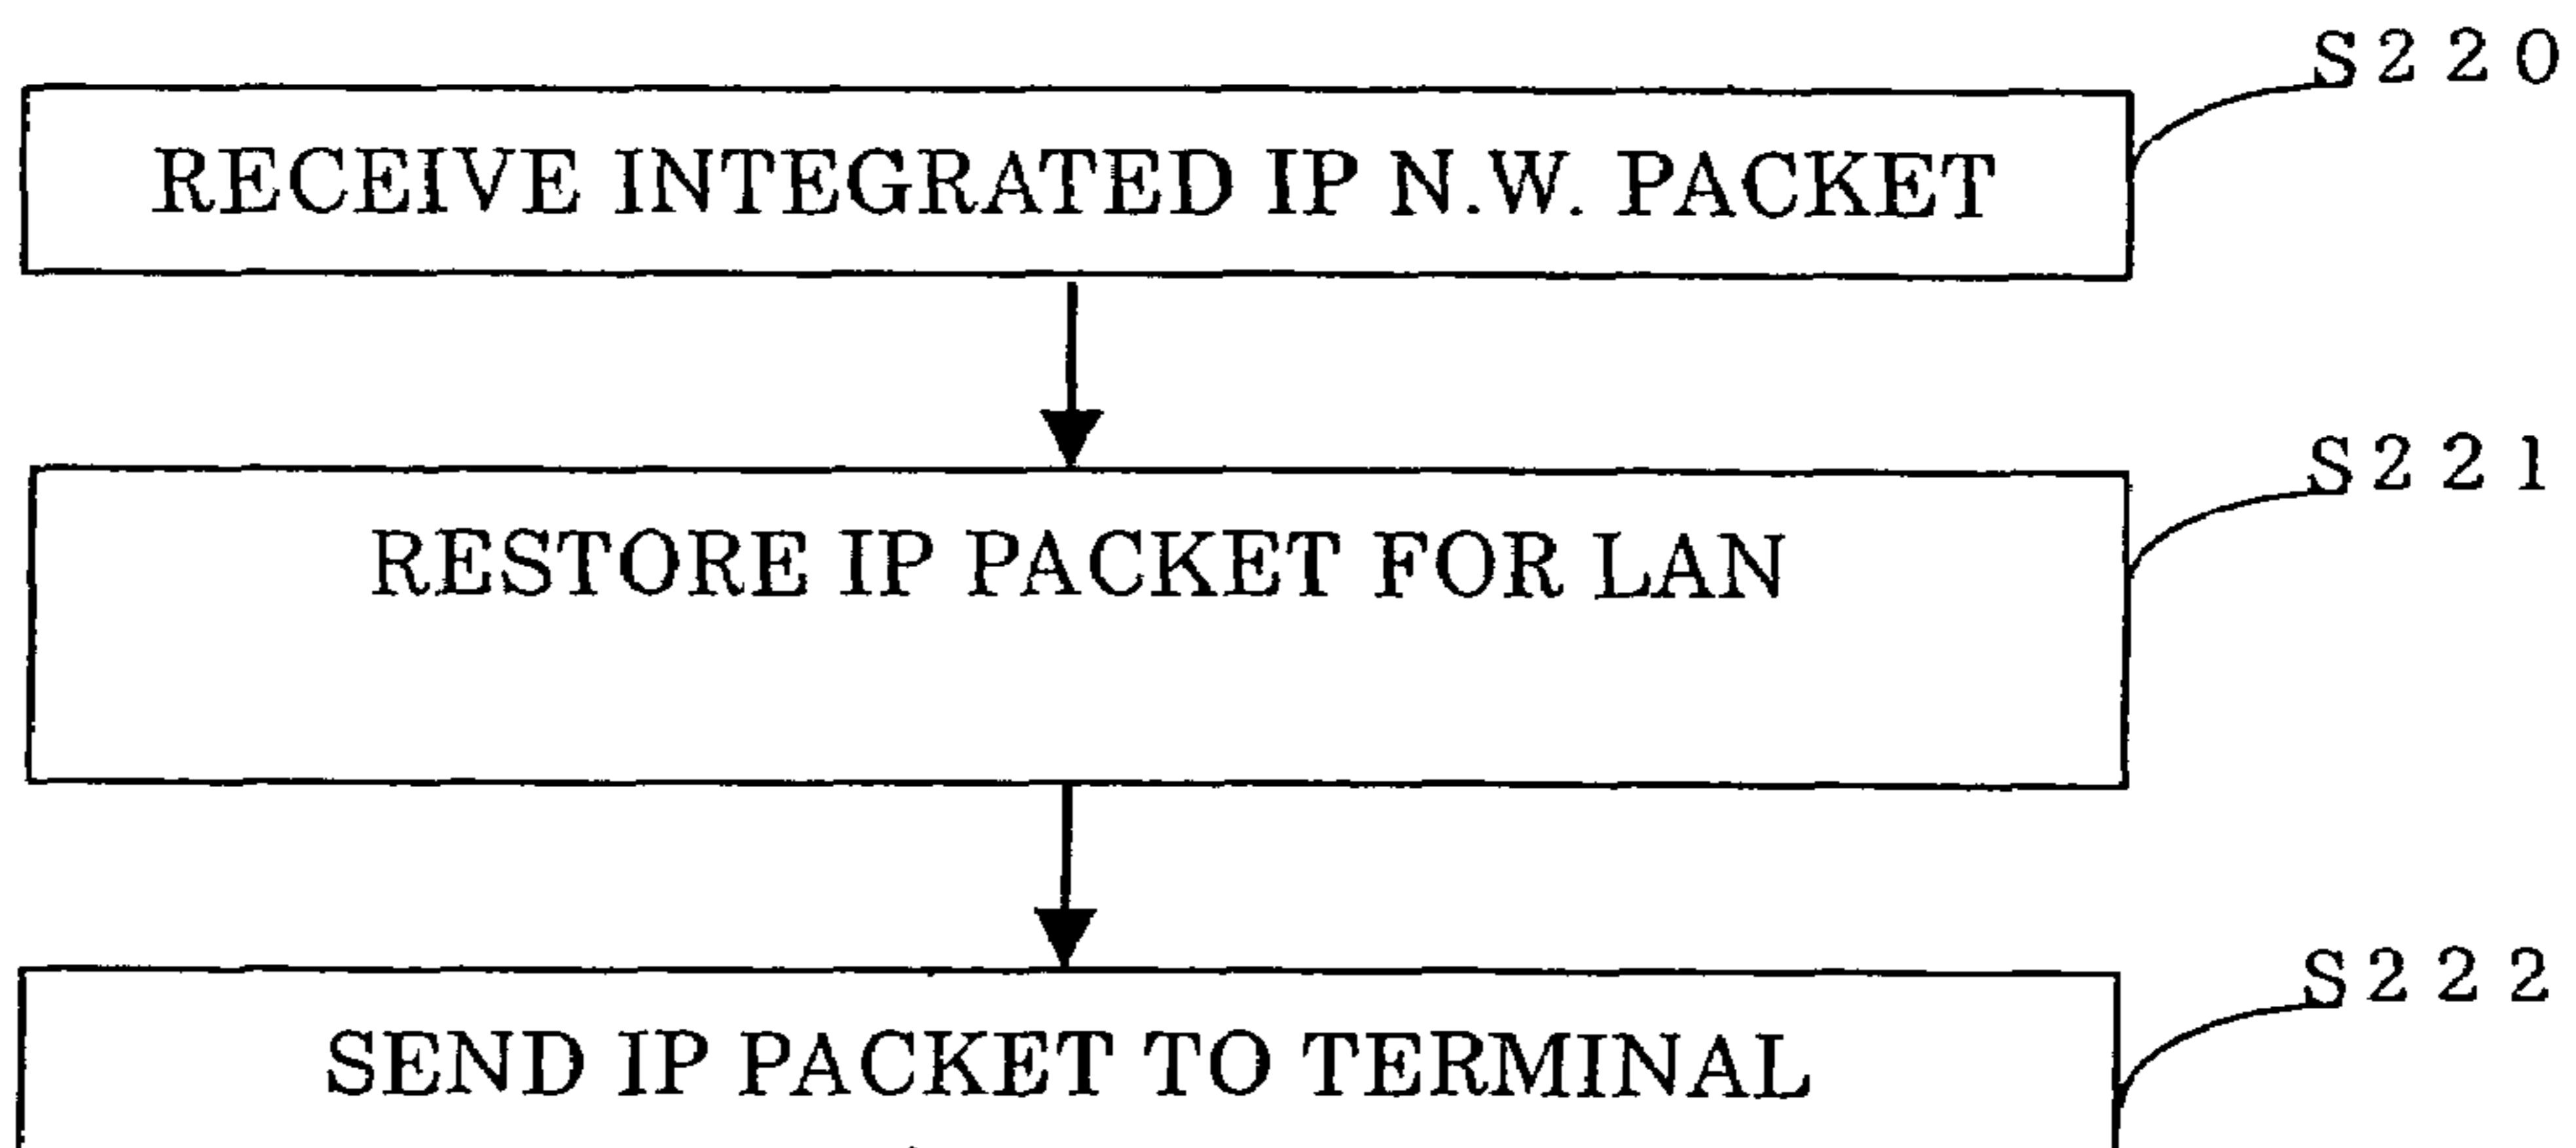 S220
RECEIVE INTEGRATED IP N.W. PACKET
S221
RESTORE IP PACKET FOR LAN
S222
SEND IP PACKET TO TERMINAL